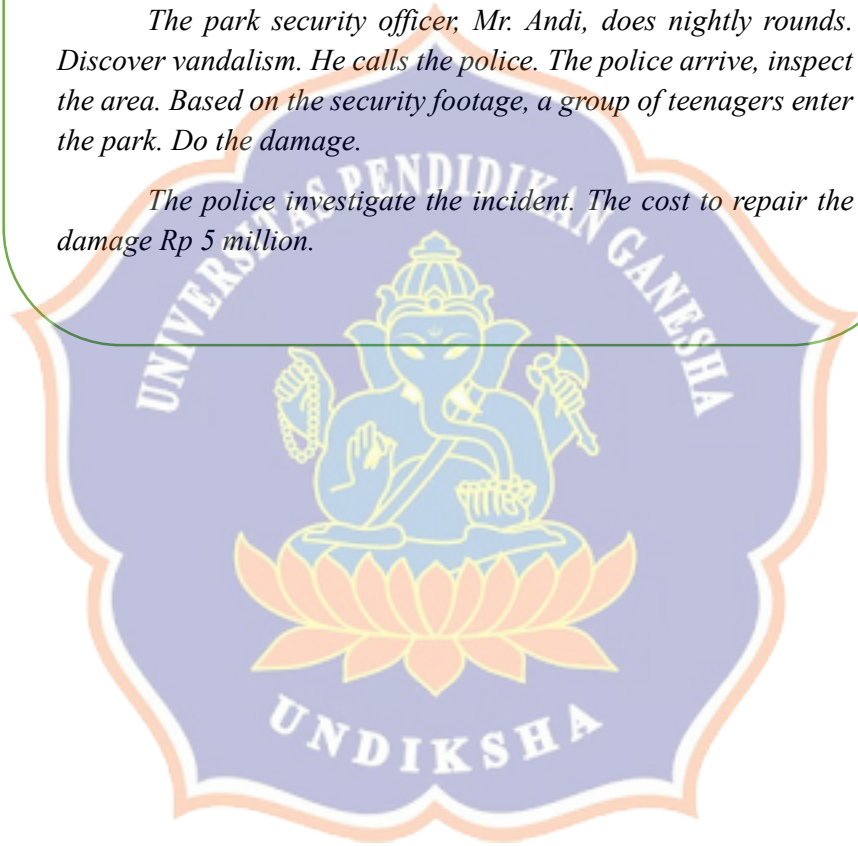 The park security officer, Mr. Andi, does nightly rounds.
Discover vandalism. He calls the police. The police arrive, inspect
the area. Based on the security footage, a group of teenagers enter
the park. Do the damage.
The police investigate the incident. The cost to repair the
damage Rp 5 million.
UNIVERSITAS PENDIDIKAN GANESHA
UNDIKSHA